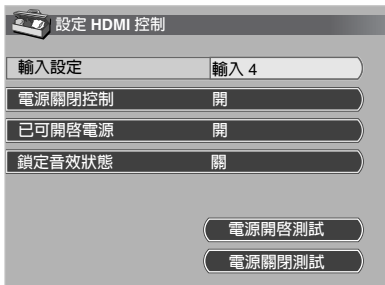 設定 HDMI 控制
輸入設定 輸入 4
電源關閉控制 開
已可開啓電源 開
鎖定音效狀態 關
電源開啓測試
電源關閉測試